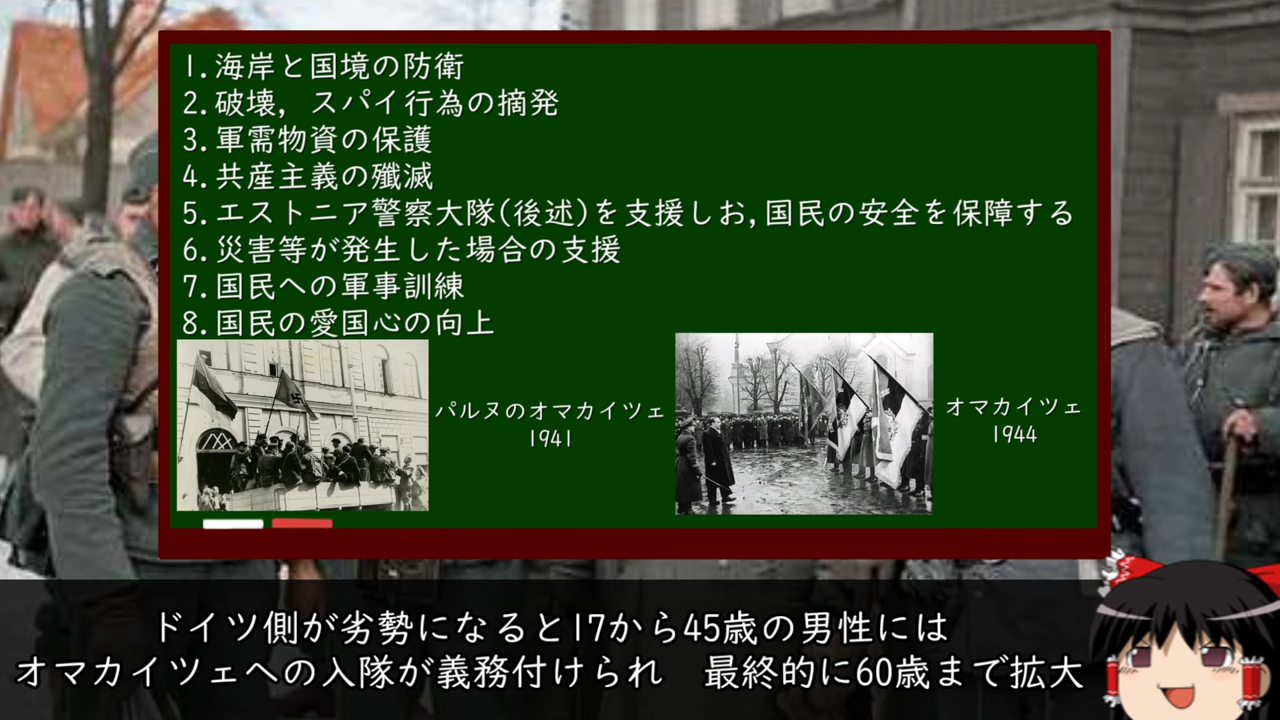 1.海岸と国境の防衛
2.破壊，スパイ行為の摘発
3.軍需物資の保護
4.共産主義の殲滅
5.エストニア警察大隊(後述)を支援しお,国民の安全を保障する
6.災害等が発生した場合の支援
7.国民への軍事訓練
8.国民の愛国心の向上
パルヌのオマカイツェ
1941
オマカイツェ
1944
ドイツ側が劣勢になると17から45歳の男性には
オマカイツェへの入隊が義務付けられ　最終的に60歳まで拡大